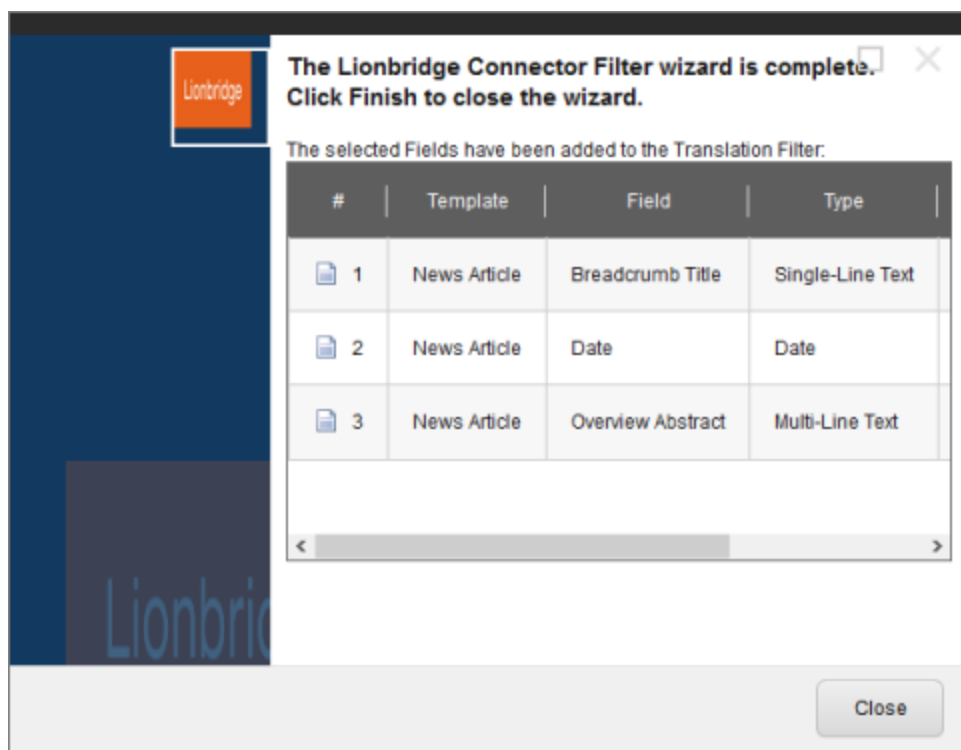 Lionbridge
The Lionbridge Connector Filter wizard is complete.
Click Finish to close the wizard.
The selected Fields have been added to the Translation Filter:
# Template Field Type
1 News Article Breadcrumb Title Single-Line Text
2 News Article Date Date
3 News Article Overview Abstract Multi-Line Text
Lionbrid
Close